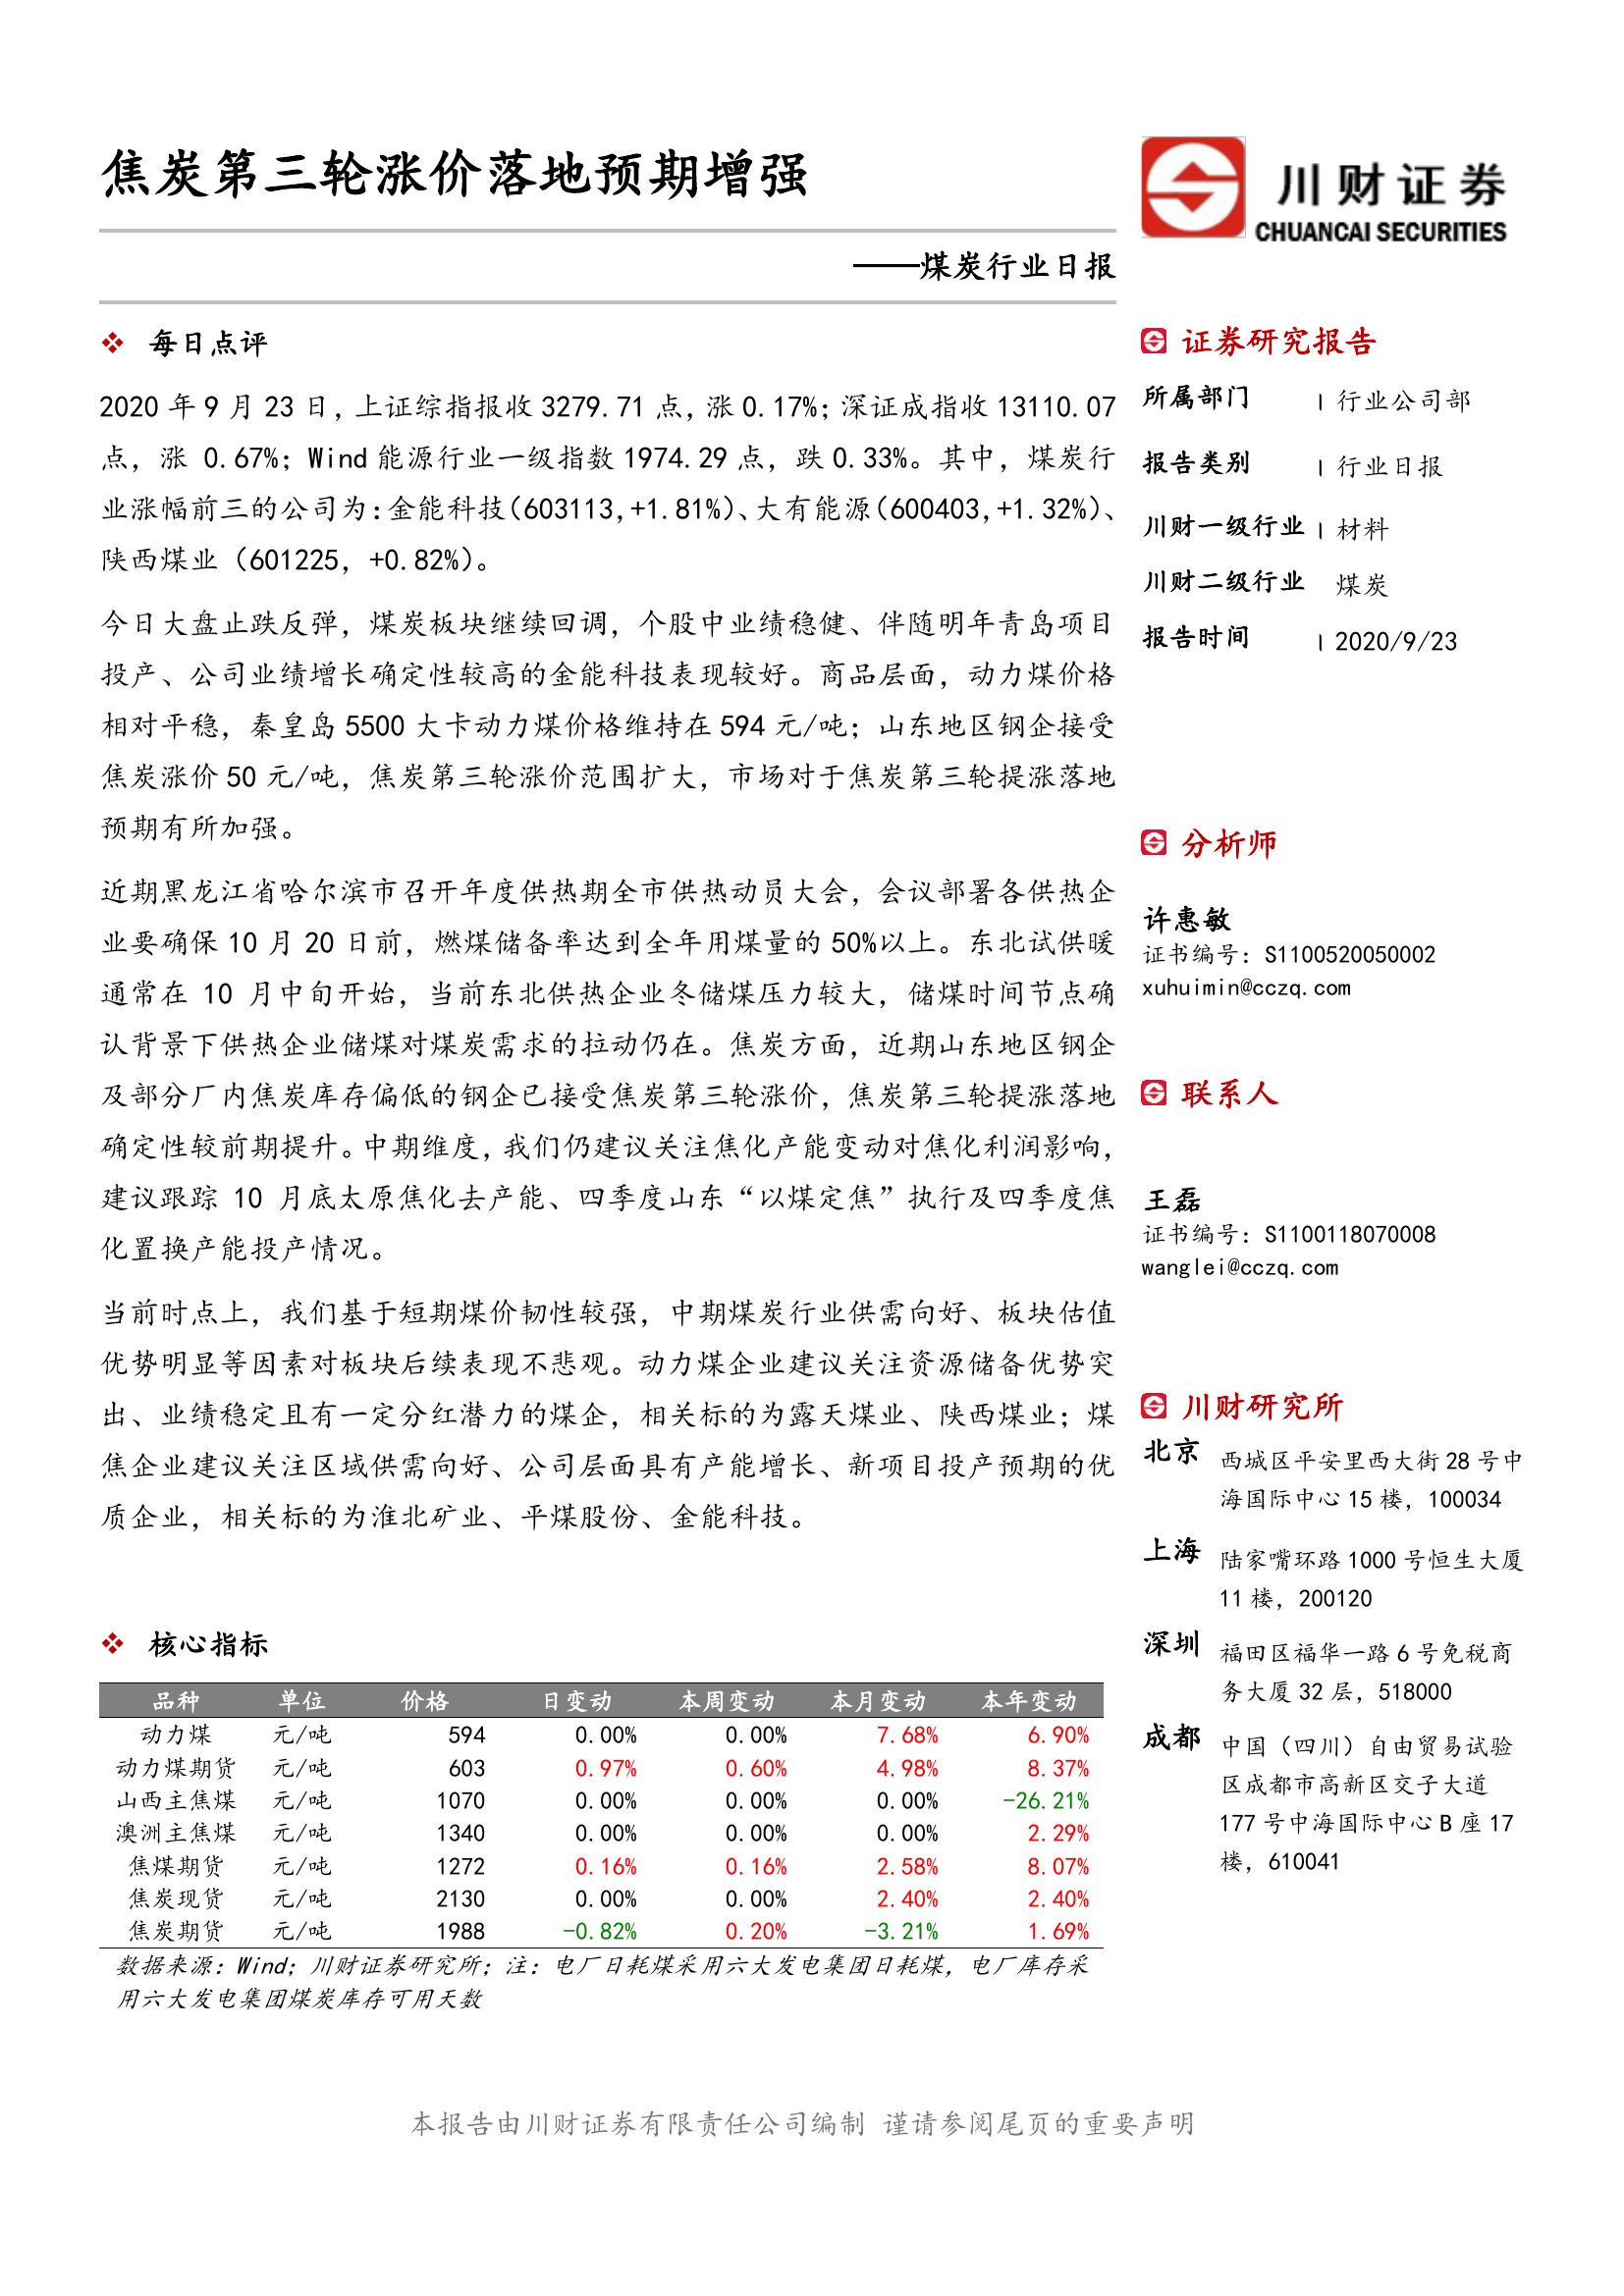 焦炭第三轮涨价落地预期增强
——煤炭行业日报
川财证券
CHUANCAI SECURITIES
每日点评
2020 年 9 月 23 日，上证综指报收 3279.71 点，涨 0.17%；深证成指收 13110.07
点，涨 0.67%；Wind 能源行业一级指数 1974.29 点，跌 0.33%。其中，煤炭行
业涨幅前三的公司为：金能科技（603113,+1.81%）、大有能源（600403,+1.32%）、
陕西煤业（601225，+0.82%）。
今日大盘止跌反弹，煤炭板块继续回调，个股中业绩稳健、伴随明年青岛项目
投产、公司业绩增长确定性较高的金能科技表现较好。商品层面，动力煤价格
相对平稳，秦皇岛 5500 大卡动力煤价格维持在 594 元/吨；山东地区钢企接受
焦炭涨价 50 元/吨，焦炭第三轮涨价范围扩大，市场对于焦炭第三轮提涨落地
预期有所加强。
近期黑龙江省哈尔滨市召开年度供热期全市供热动员大会，会议部署各供热企
业要确保 10 月 20 日前，燃煤储备率达到全年用煤量的 50%以上。东北试供暖
通常在 10 月中旬开始，当前东北供热企业冬储煤压力较大，储煤时间节点确
认背景下供热企业储煤对煤炭需求的拉动仍在。焦炭方面，近期山东地区钢企
及部分厂内焦炭库存偏低的钢企已接受焦炭第三轮涨价，焦炭第三轮提涨落地
确定性较前期提升。中期维度，我们仍建议关注焦化产能变动对焦化利润影响，
建议跟踪 10 月底太原焦化去产能、四季度山东“以煤定焦”执行及四季度焦
化置换产能投产情况。
当前时点上，我们基于短期煤价韧性较强，中期煤炭行业供需向好、板块估值
优势明显等因素对板块后续表现不悲观。动力煤企业建议关注资源储备优势突
出、业绩稳定且有一定分红潜力的煤企，相关标的为露天煤业、陕西煤业；煤
焦企业建议关注区域供需向好、公司层面具有产能增长、新项目投产预期的优
质企业，相关标的为淮北矿业、平煤股份、金能科技。
核心指标
品种 单位 价格 日变动 本周变动 本月变动 本年变动
动力煤 元/吨 594 0.00% 0.00% 7.68% 6.90%
动力煤期货 元/吨 603 0.97% 0.60% 4.98% 8.37%
山西主焦煤 元/吨 1070 0.00% 0.00% 0.00% -26.21%
澳洲主焦煤 元/吨 1340 0.00% 0.00% 0.00% 2.29%
焦煤期货 元/吨 1272 0.16% 0.16% 2.58% 8.07%
焦炭现货 元/吨 2130 0.00% 0.00% 2.40% 2.40%
焦炭期货 元/吨 1988 -0.82% 0.20% -3.21% 1.69%
数据来源：Wind；川财证券研究所；注：电厂日耗煤采用六大发电集团日耗煤，电厂库存采
用六大发电集团煤炭库存可用天数
证券研究报告
所属部门 | 行业公司部
报告类别 | 行业日报
川财一级行业 | 材料
川财二级行业 煤炭
报告时间 | 2020/9/23
分析师
许惠敏
证书编号：S1100520050002
xuhuimin@cczq.com
联系人
王磊
证书编号：S1100118070008
wanglei@cczq.com
川财研究所
北京 西城区平安里西大街 28 号中
海国际中心 15 楼，100034
上海 陆家嘴环路 1000 号恒生大厦
11 楼，200120
深圳 福田区福华一路 6 号免税商
务大厦 32 层，518000
成都 中国（四川）自由贸易试验
区成都市高新区交子大道
177 号中海国际中心 B 座 17
楼，610041
本报告由川财证券有限责任公司编制 谨请参阅尾页的重要声明